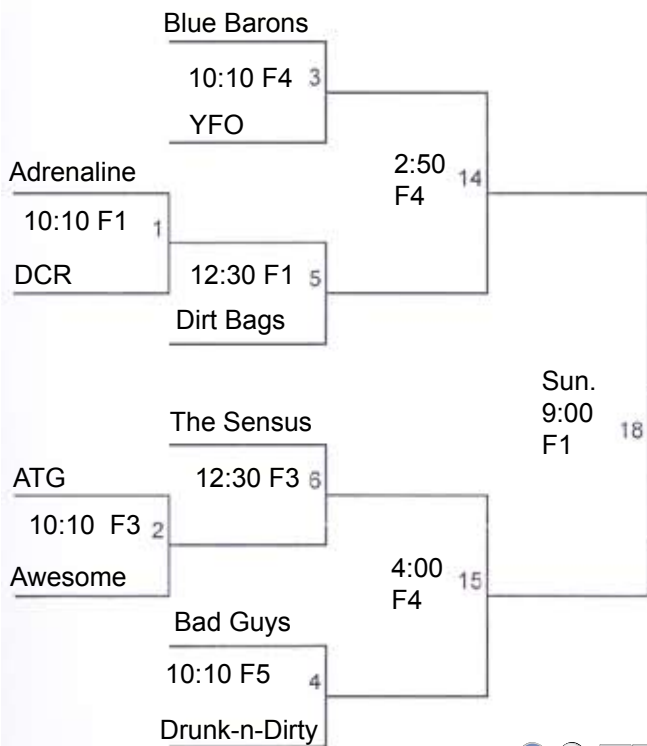 Blue Barons
10:10 F4 3
YFO
Adrenaline
2:50 14
F4
10:10 F1 1
DCR
12:30 F1 5
Dirt Bags
Sun.
9:00
F1 18
The Sensus
ATG
12:30 F3 6
10:10 F3 2
Awesome
4:00 15
F4
Bad Guys
10:10 F5 4
Drunk-n-Dirty